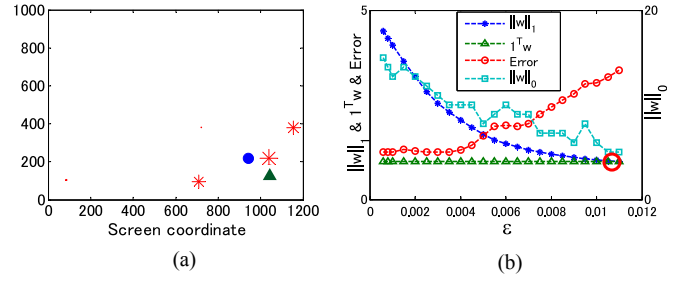 1000
800
600
400
200
0
0 200 400 600 800 1000 1200
Screen coordinate
(a)
||w||₁ & 1ᵀw & Error
5
1
0
||w||₁
1ᵀw
Error
||w||₀
20
0
||w||₀
0 0.002 0.004 0.006 0.008 0.01 0.012
ε
(b)